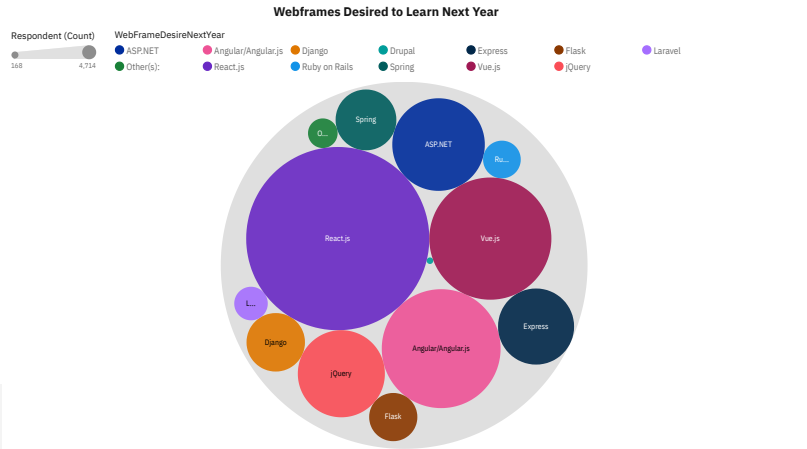 Webframes Desired to Learn Next Year
Respondent (Count)
168 4,714
WebFrameDesireNextYear
ASP.NET Angular/Angular.js Django Drupal Express Flask Laravel
Other(s): React.js Ruby on Rails Spring Vue.js jQuery
Spring
O...
ASP.NET
Ru...
React.js
Vue.js
L...
Express
Django
Angular/Angular.js
jQuery
Flask